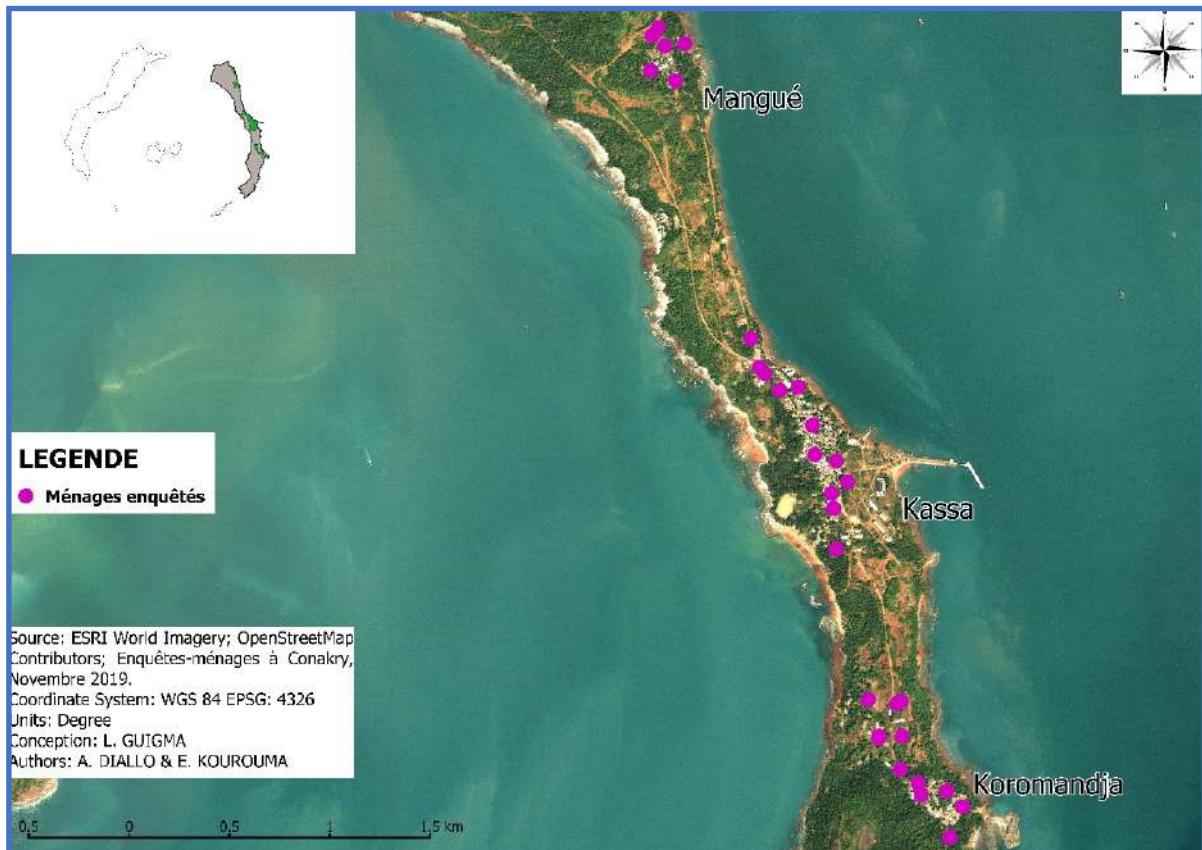 Mangué
LEGENDE
Ménages enquêtés
Kassa
Source: ESRI World Imagery; OpenStreetMap
Contributors; Enquêtes-ménages à Conakry,
Novembre 2019.
Coordinate System: WGS 84 EPSG: 4326
Units: Degree
Conception: L. GUIGMA
Authors: A. DIALLO & E. KOUROUMA
Koromandja
0,5 0 0,5 1 1,5 km